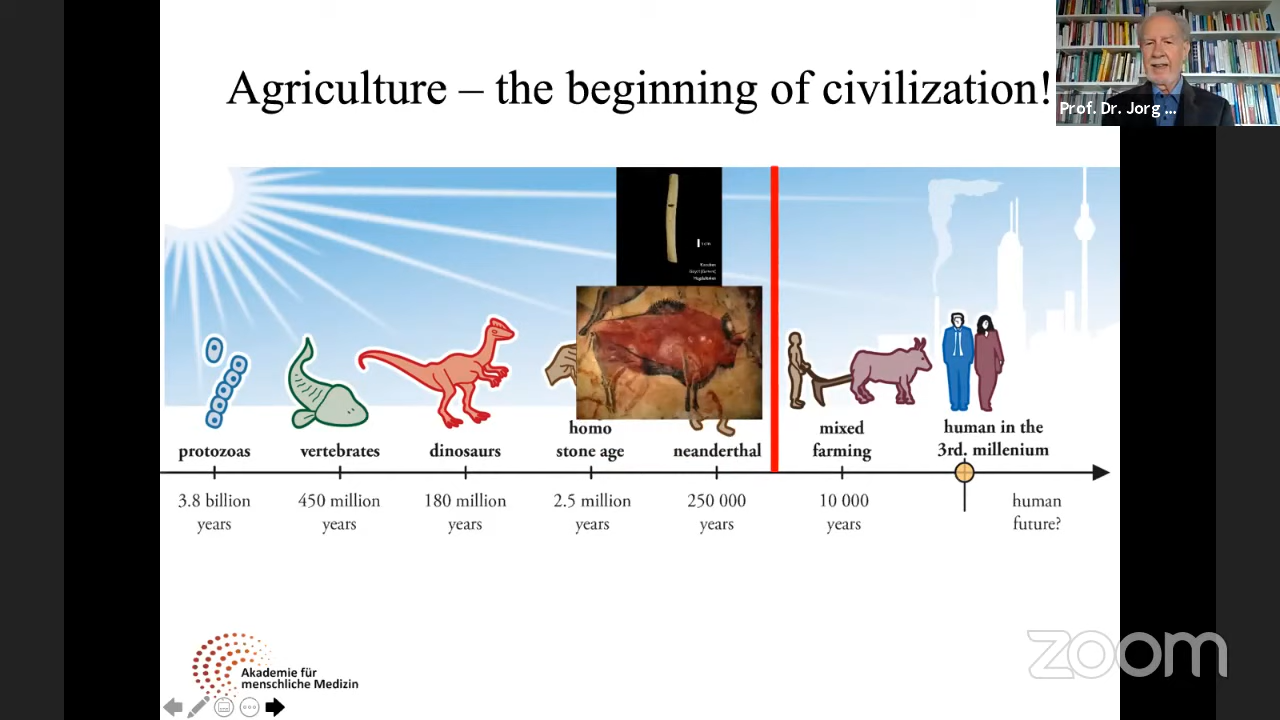 Agriculture – the beginning of civilization!
Prof. Dr. Jorg ...
1 cm
homo
stone age
protozoas
vertebrates
dinosaurs
neanderthal
mixed
farming
human in the
3rd. millenium
3.8 billion
years
450 million
years
180 million
years
2.5 million
years
250 000
years
10 000
years
human
future?
Akademie für
menschliche Medizin
zoom